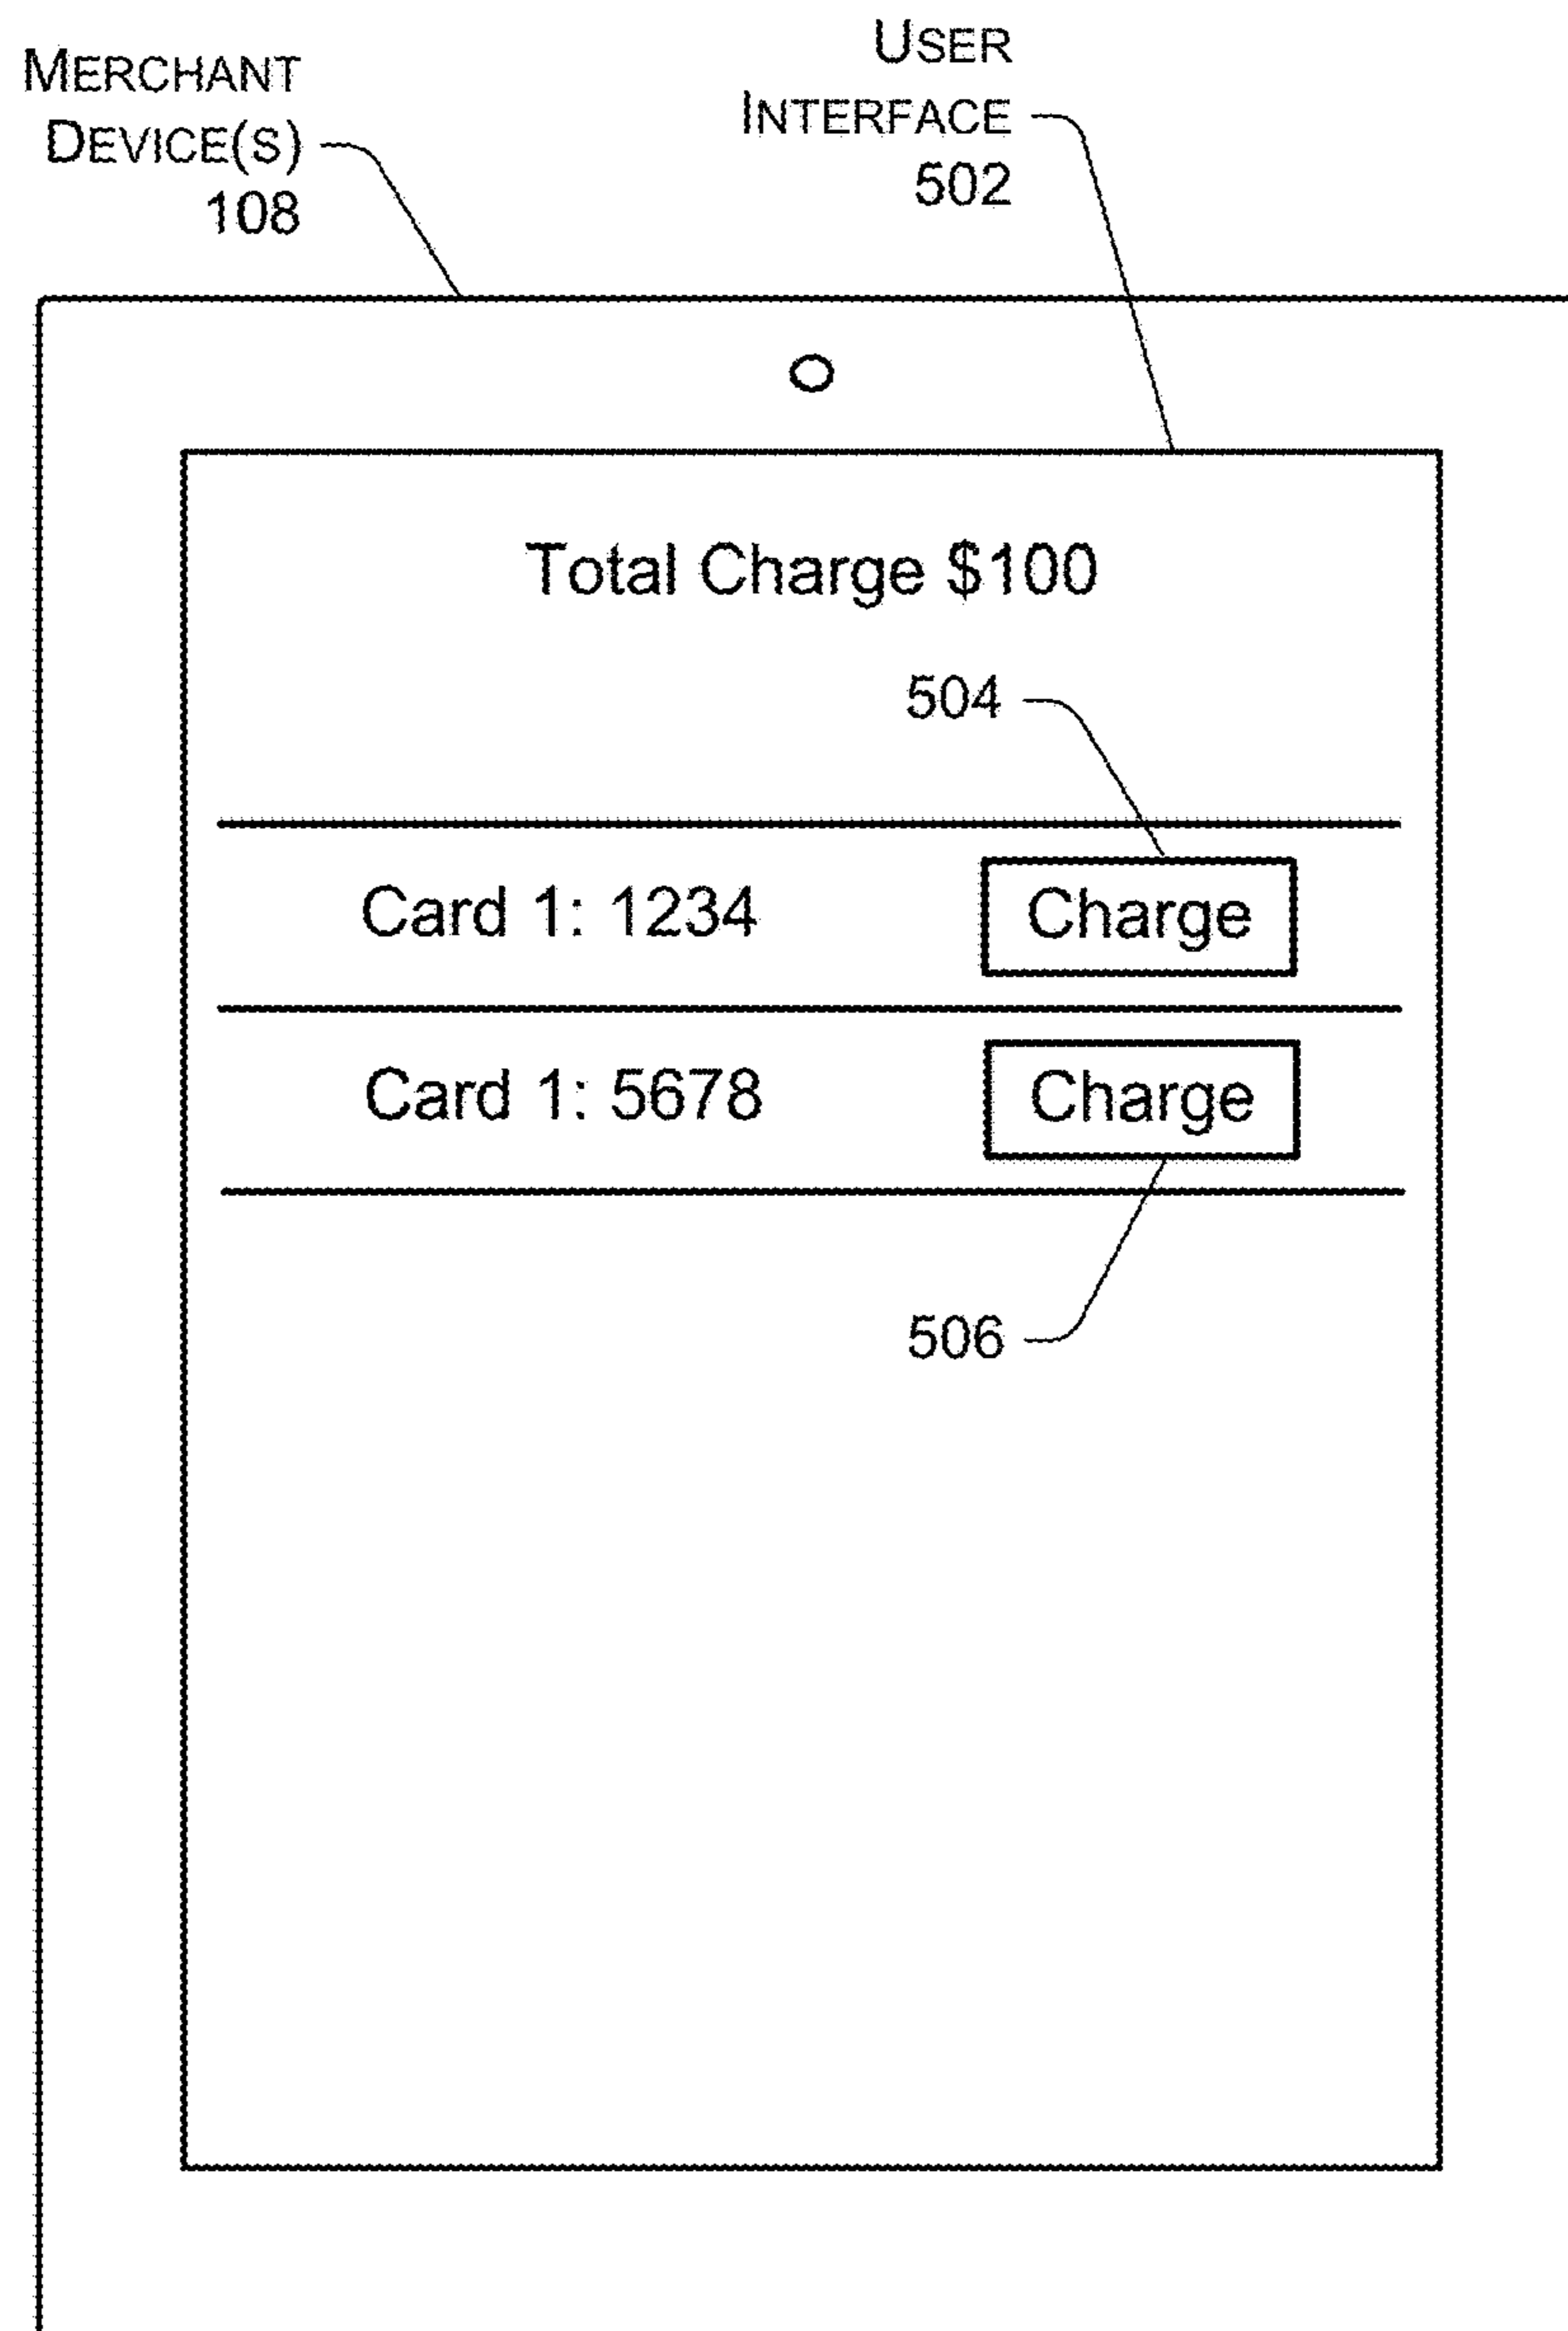 MERCHANT
DEVICE(S)
108
USER
INTERFACE
502
Total Charge $100
504
Card 1: 1234 Charge
Card 1: 5678 Charge
506